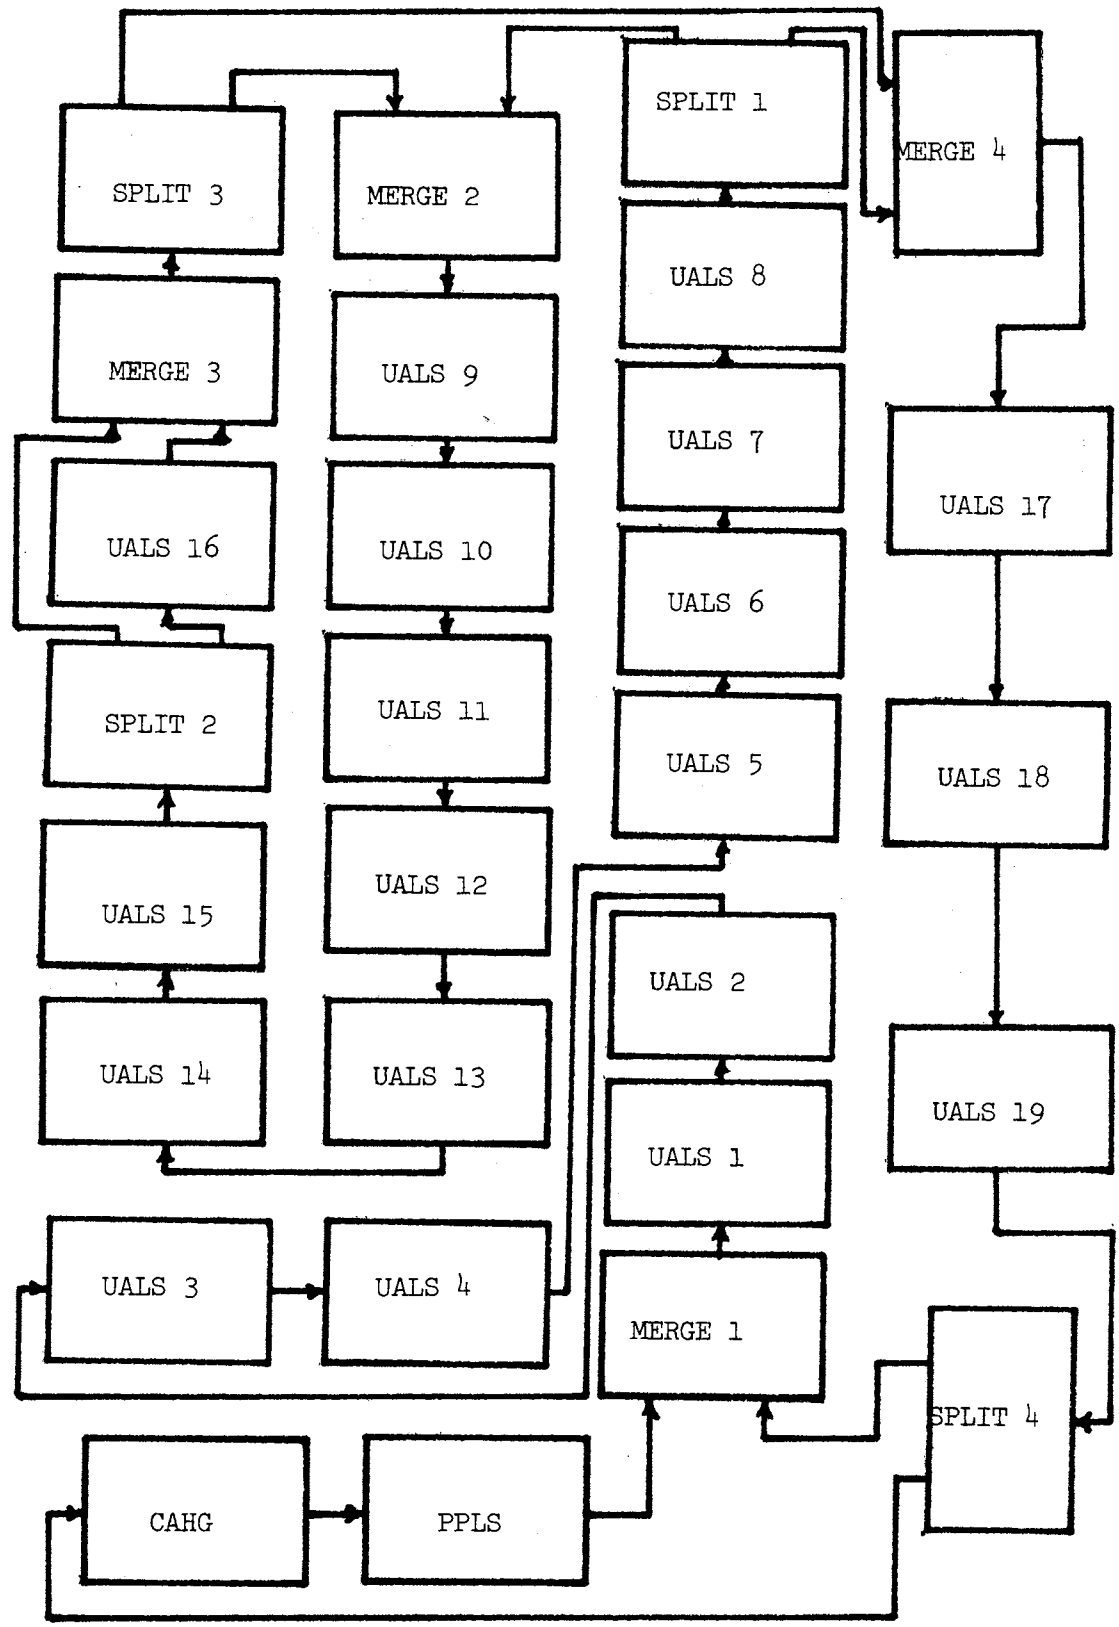 SPLIT 1
MERGE 4
SPLIT 3
MERGE 2
UALS 8
MERGE 3
UALS 9
UALS 7
UALS 17
UALS 16
UALS 10
UALS 6
SPLIT 2
UALS 11
UALS 5
UALS 18
UALS 15
UALS 12
UALS 2
UALS 14
UALS 13
UALS 19
UALS 1
UALS 3
UALS 4
MERGE 1
SPLIT 4
CAHG
PPLS